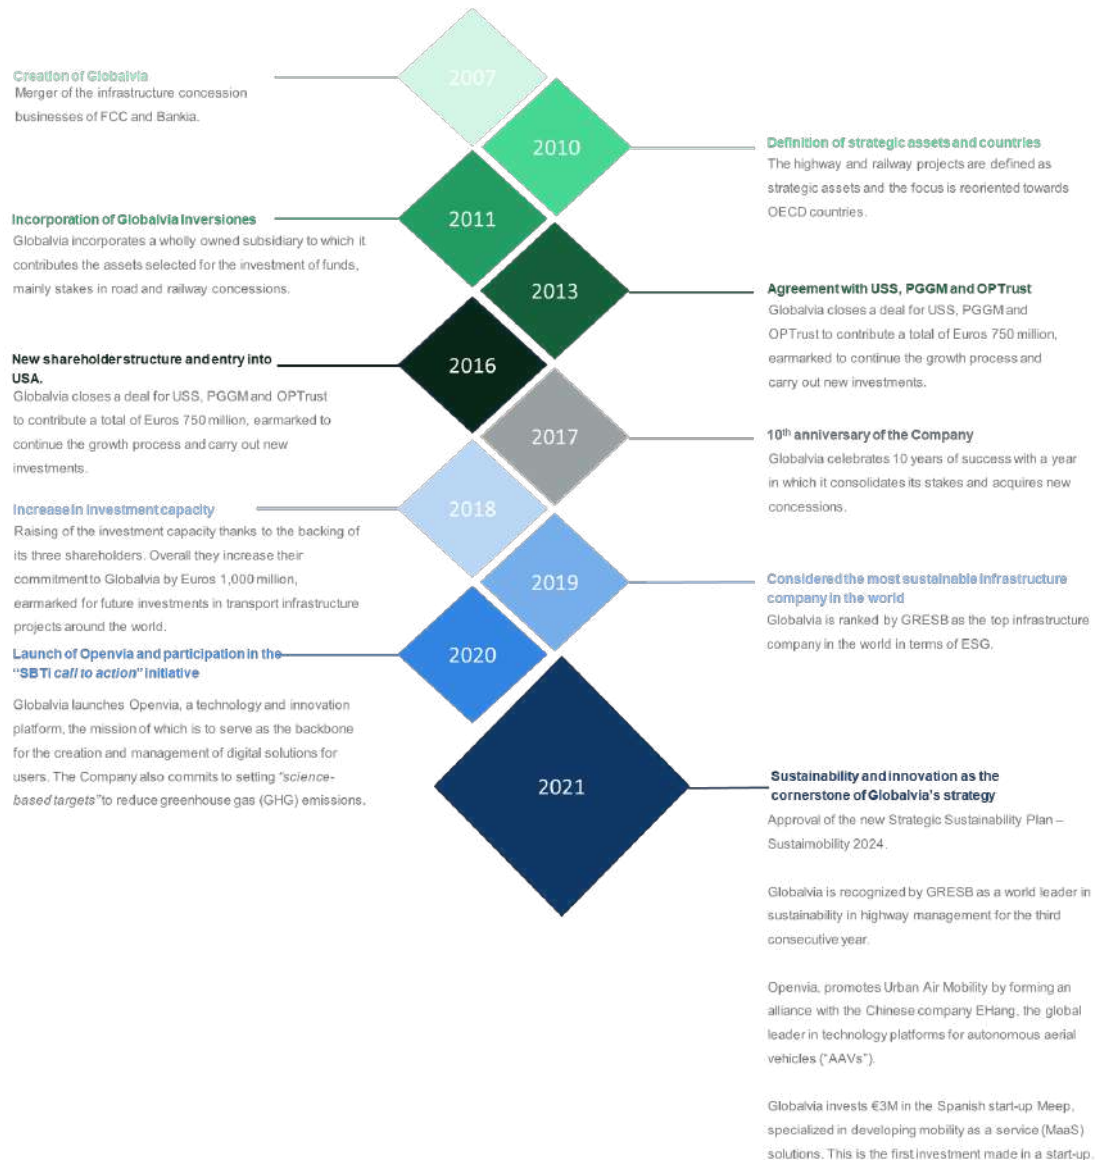 2007
Creation of Globalvia
Merger of the infrastructure concession
businesses of FCC and Bankia.
2010
Definition of strategic assets and countries
The highway and railway projects are defined as
strategic assets and the focus is reoriented towards
OECD countries.
2011
Incorporation of Globalvia Inversiones
Globalvia incorporates a wholly owned subsidiary to which it
contributes the assets selected for the investment of funds,
mainly stakes in road and railway concessions.
2013
Agreement with USS, PGGM and OPTrust
Globalvia closes a deal for USS, PGGM and
OPTrust to contribute a total of Euros 750 million,
earmarked to continue the growth process and
carry out new investments.
2016
New shareholder structure and entry into
USA.
Globalvia closes a deal for USS, PGGM and OPTrust
to contribute a total of Euros 750 million, earmarked to
continue the growth process and carry out new
investments.
2017
10th anniversary of the Company
Globalvia celebrates 10 years of success with a year
in which it consolidates its stakes and acquires new
concessions.
2018
Increase in investment capacity
Raising of the investment capacity thanks to the backing of
its three shareholders. Overall they increase their
commitment to Globalvia by Euros 1,000 million,
earmarked for future investments in transport infrastructure
projects around the world.
2019
Considered the most sustainable infrastructure
company in the world
Globalvia is ranked by GRESB as the top infrastructure
company in the world in terms of ESG.
2020
Launch of Openvia and participation in the
"SBTi call to action" initiative
Globalvia launches Openvia, a technology and innovation
platform, the mission of which is to serve as the backbone
for the creation and management of digital solutions for
users. The Company also commits to setting "science-
based targets" to reduce greenhouse gas (GHG) emissions.
2021
Sustainability and innovation as the
cornerstone of Globalvia's strategy
Approval of the new Strategic Sustainability Plan –
Sustaimobility 2024.
Globalvia is recognized by GRESB as a world leader in
sustainability in highway management for the third
consecutive year.
Openvia, promotes Urban Air Mobility by forming an
alliance with the Chinese company EHang, the global
leader in technology platforms for autonomous aerial
vehicles ("AAVs").
Globalvia invests €3M in the Spanish start-up Meep,
specialized in developing mobility as a service (MaaS)
solutions. This is the first investment made in a start-up.